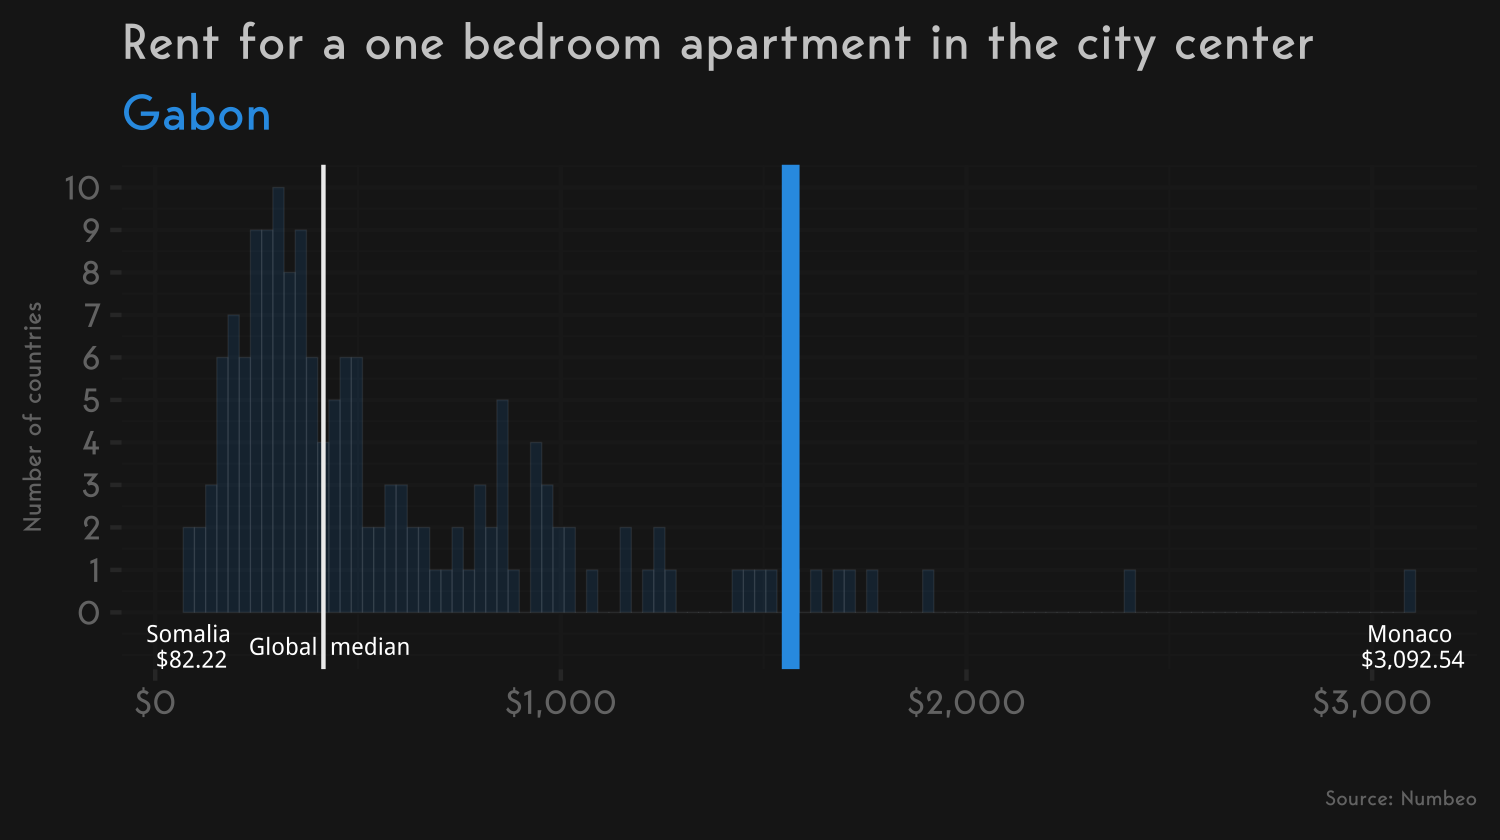 Rent for a one bedroom apartment in the city center
Gabon
Number of countries
10
9
8
7
6
5
4
3
2
1
0
Somalia
$82.22
Global median
Monaco
$3,092.54
$0 $1,000 $2,000 $3,000
Source: Numbeo